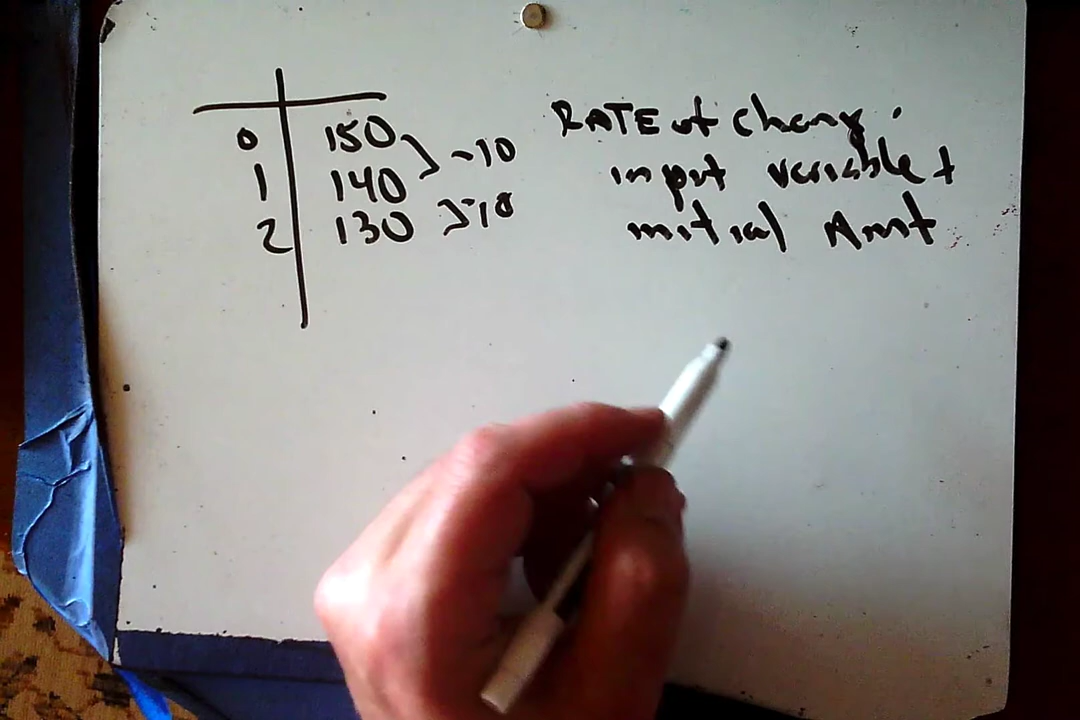 0 150
1 140 } -10
2 130 } -10
RATE of Change ·
input variable +
initial Amt